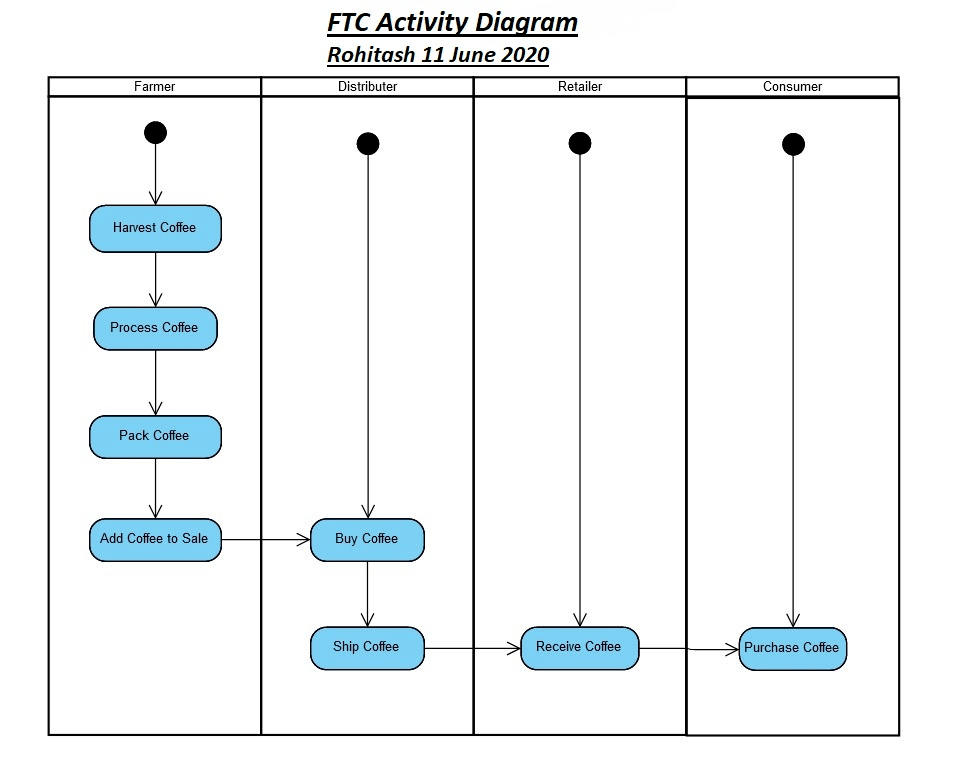 FTC Activity Diagram
Rohitash 11 June 2020
Farmer
Distributer
Retailer
Consumer
Harvest Coffee
Process Coffee
Pack Coffee
Add Coffee to Sale
Buy Coffee
Ship Coffee
Receive Coffee
Purchase Coffee